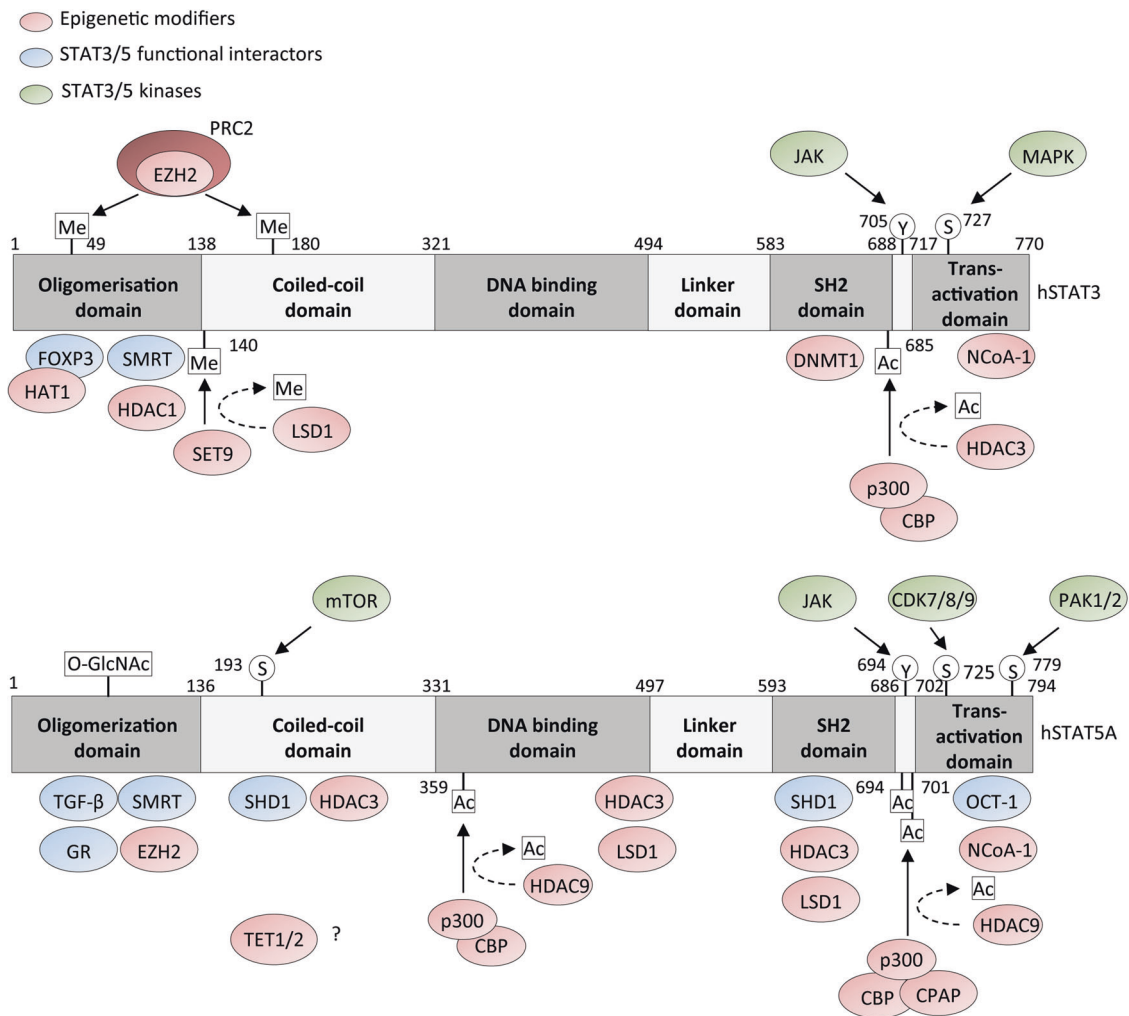 Epigenetic modifiers
STAT3/5 functional interactors
STAT3/5 kinases
PRC2
EZH2
JAK
MAPK
Me
Me
705
Y
S
727
1
49
138
180
321
494
583
688
717
770
Oligomerisation
domain
Coiled-coil
domain
DNA binding
domain
Linker
domain
SH2
domain
Trans-
activation
domain
hSTAT3
FOXP3
SMRT
Me
140
DNMT1
Ac
685
NCoA-1
HAT1
HDAC1
Me
Ac
SET9
LSD1
HDAC3
p300
CBP
mTOR
JAK
CDK7/8/9
PAK1/2
O-GlcNAc
193
S
694
Y
S
725
S
779
1
136
331
497
593
686
702
794
Oligomerization
domain
Coiled-coil
domain
DNA binding
domain
Linker
domain
SH2
domain
Trans-
activation
domain
hSTAT5A
TGF-β
SMRT
SHD1
HDAC3
359
Ac
HDAC3
SHD1
694
Ac
701
OCT-1
Ac
GR
EZH2
Ac
LSD1
HDAC3
NCoA-1
HDAC9
LSD1
Ac
p300
CBP
HDAC9
TET1/2
?
p300
CBP
CPAP